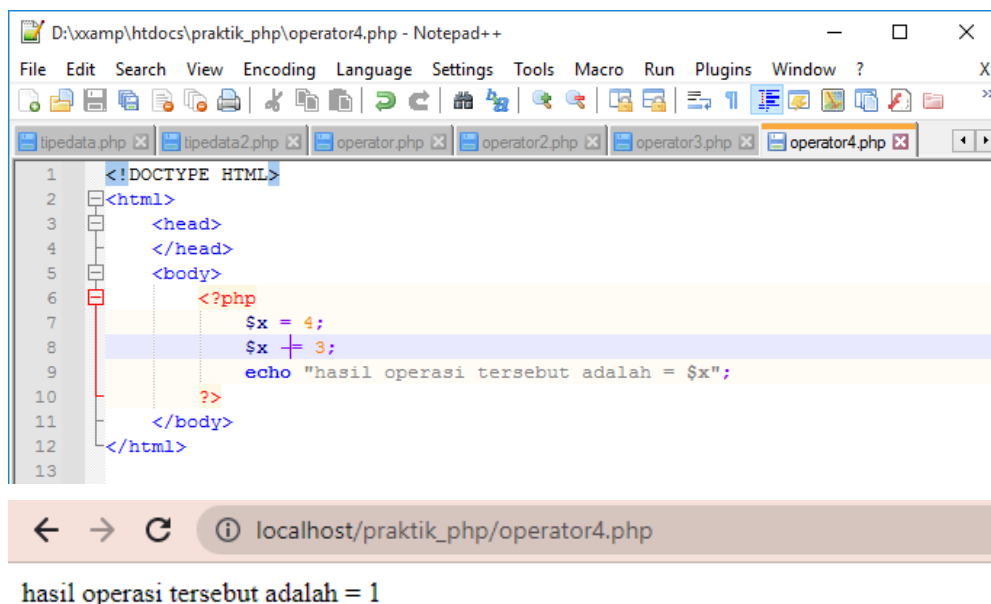 D:\xxamp\htdocs\praktik_php\operator4.php - Notepad++
File Edit Search View Encoding Language Settings Tools Macro Run Plugins Window ? X
tipedata.php tipedata2.php operator.php operator2.php operator3.php operator4.php
1 <!DOCTYPE HTML>
2 <html>
3 <head>
4 </head>
5 <body>
6 <?php
7 $x = 4;
8 $x -= 3;
9 echo "hasil operasi tersebut adalah = $x";
10 ?>
11 </body>
12 </html>
13
localhost/praktik_php/operator4.php
hasil operasi tersebut adalah = 1